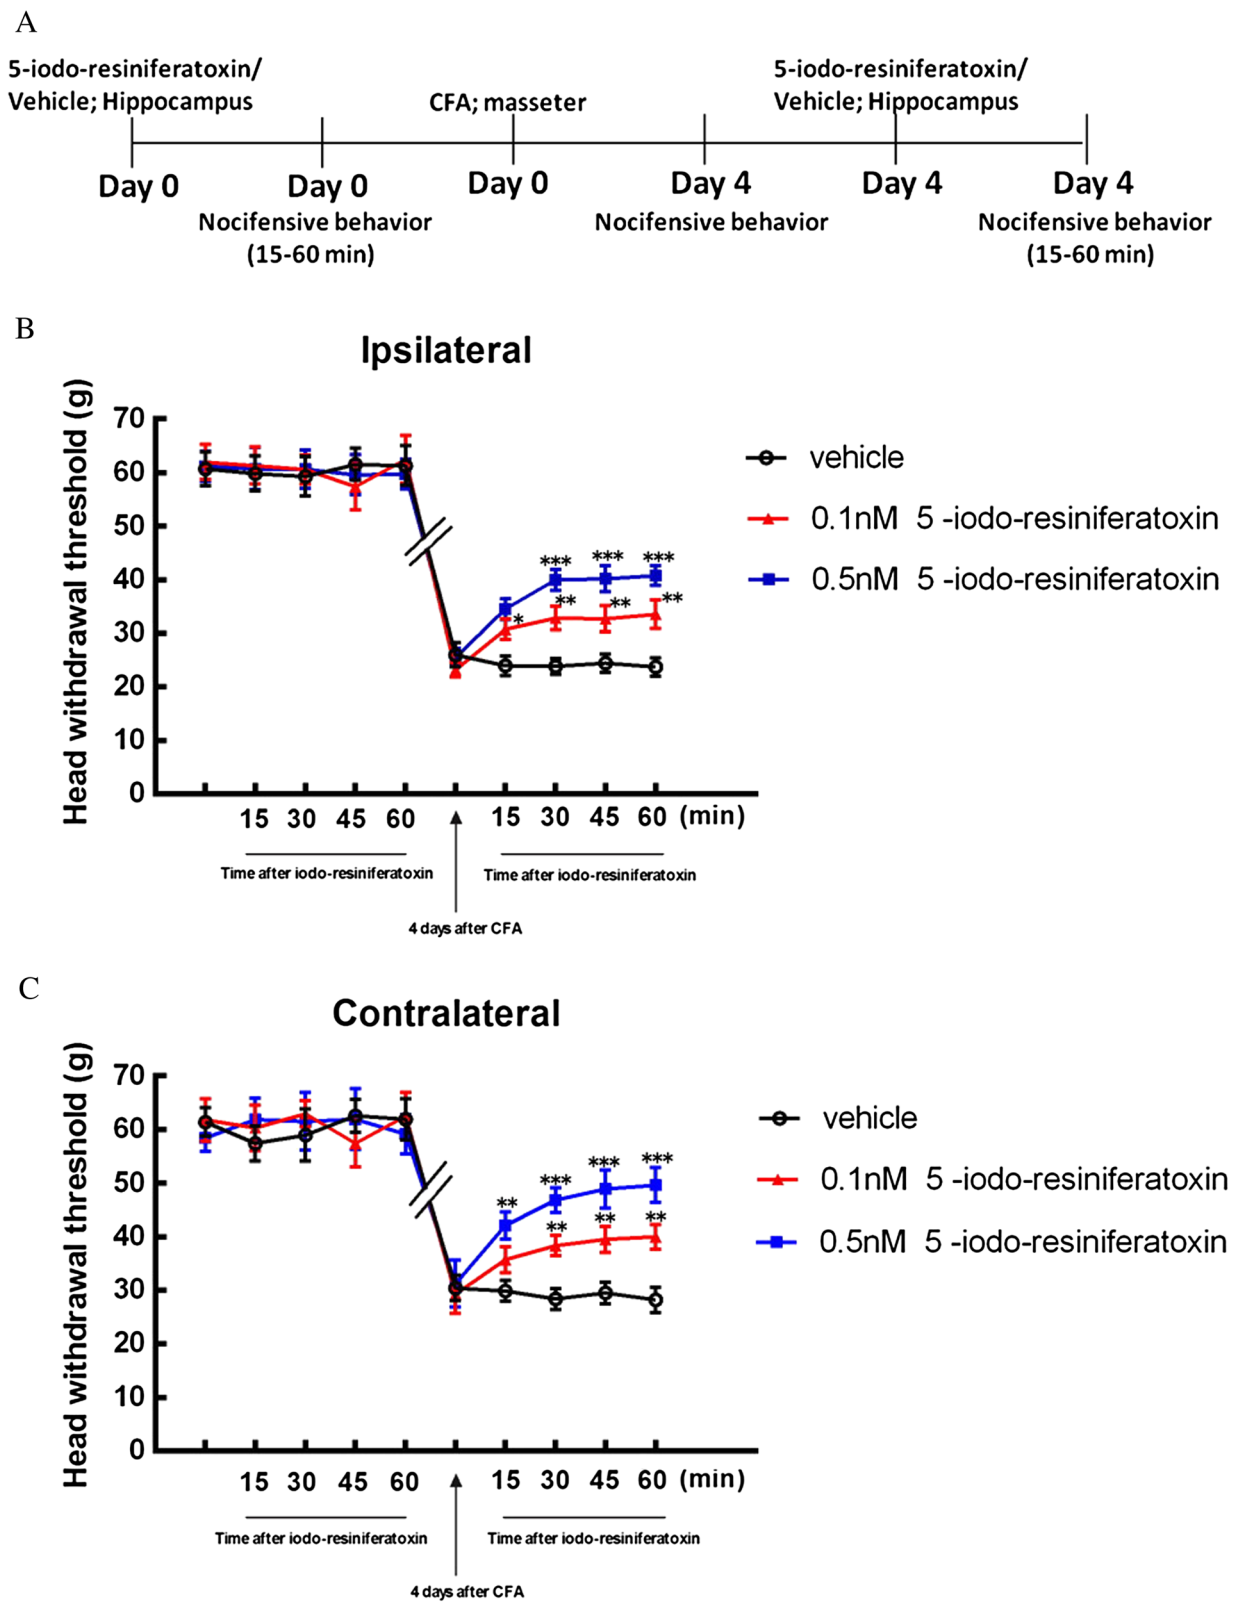 A
5-iodo-resiniferatoxin/
Vehicle; Hippocampus
CFA; masseter
5-iodo-resiniferatoxin/
Vehicle; Hippocampus
Day 0 Day 0 Day 0 Day 4 Day 4 Day 4
Nocifensive behavior
(15-60 min)
Nocifensive behavior
Nocifensive behavior
(15-60 min)
B
Ipsilateral
Head withdrawal threshold (g)
70
60
50
40
30
20
10
0
*** *** ***
* ** ** **
vehicle
0.1nM 5 -iodo-resiniferatoxin
0.5nM 5 -iodo-resiniferatoxin
15 30 45 60 15 30 45 60 (min)
Time after iodo-resiniferatoxin
Time after iodo-resiniferatoxin
4 days after CFA
C
Contralateral
Head withdrawal threshold (g)
70
60
50
40
30
20
10
0
** *** *** ***
** ** **
vehicle
0.1nM 5 -iodo-resiniferatoxin
0.5nM 5 -iodo-resiniferatoxin
15 30 45 60 15 30 45 60 (min)
Time after iodo-resiniferatoxin
Time after iodo-resiniferatoxin
4 days after CFA